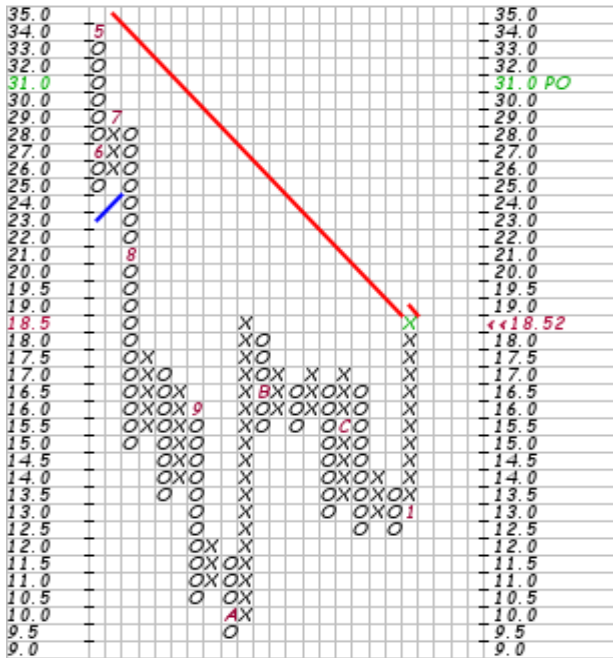 35.0 35.0
34.0 5 34.0
33.0 O 33.0
32.0 O 32.0
31.0 O 31.0 PO
30.0 O 30.0
29.0 O 7 29.0
28.0 O X O 28.0
27.0 6 X O 27.0
26.0 O X O 26.0
25.0 O O 25.0
24.0 O 24.0
23.0 O 23.0
22.0 O 22.0
21.0 8 21.0
20.0 O 20.0
19.5 O 19.5
19.0 O 19.0
18.5 O X X <<18.52
18.0 O X O X 18.0
17.5 O X X O X 17.5
17.0 O X O X O X X X X 17.0
16.5 O X O X X B X O X O X O X 16.5
16.0 O X O X 9 X O X O X O X O X 16.0
15.5 O X O X O X O O O C O X 15.5
15.0 O O X O X O X O X 15.0
14.5 O X O X O X O X 14.5
14.0 O X O X O X O X X 14.0
13.5 O O X O X O X O X 13.5
13.0 O X O O X O 1 13.0
12.5 O X O O 12.5
12.0 O X X 12.0
11.5 O X O X 11.5
11.0 O X O X 11.0
10.5 O O X 10.5
10.0 A X 10.0
9.5 O 9.5
9.0 9.0